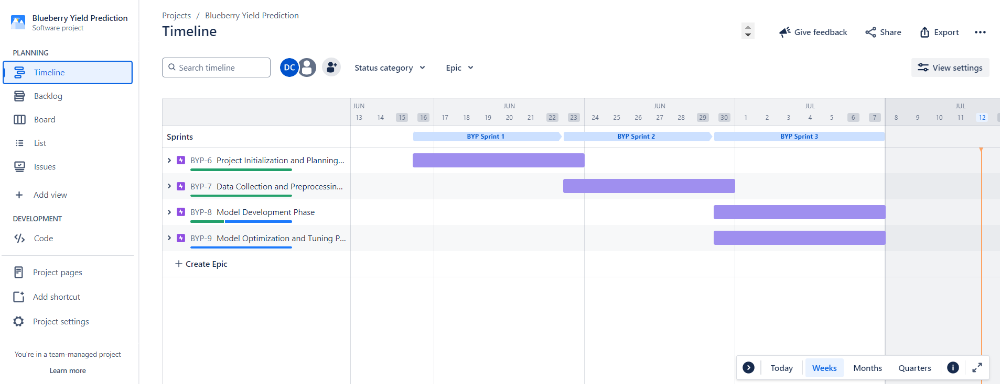 Blueberry Yield Prediction
Software project
PLANNING
Timeline
Backlog
Board
List
Issues
Add view
DEVELOPMENT
Code
Project pages
Add shortcut
Project settings
You're in a team-managed project
Learn more
Projects / Blueberry Yield Prediction
Timeline
Give feedback
Share
Export
Search timeline
DC
Status category
Epic
View settings
JUN JUN JUN JUL JUL
13 14 15 16 17 18 19 20 21 22 23 24 25 26 27 28 29 30 1 2 3 4 5 6 7 8 9 10 11 12
Sprints
BYP Sprint 1
BYP Sprint 2
BYP Sprint 3
BYP-6 Project Initialization and Planning...
BYP-7 Data Collection and Preprocessin...
BYP-8 Model Development Phase
BYP-9 Model Optimization and Tuning P...
+ Create Epic
Today
Weeks
Months
Quarters